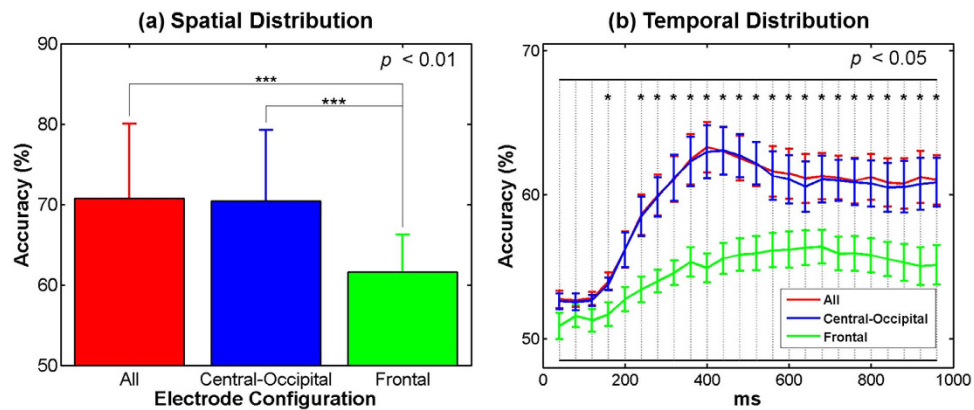 (a) Spatial Distribution
90
80
70
60
50
Accuracy (%)
p < 0.01
***
***
All Central-Occipital Frontal
Electrode Configuration
(b) Temporal Distribution
70
60
50
Accuracy (%)
p < 0.05
* * * * * * * * * * * * * * * * * * * *
All
Central-Occipital
Frontal
0 200 400 600 800 1000
ms